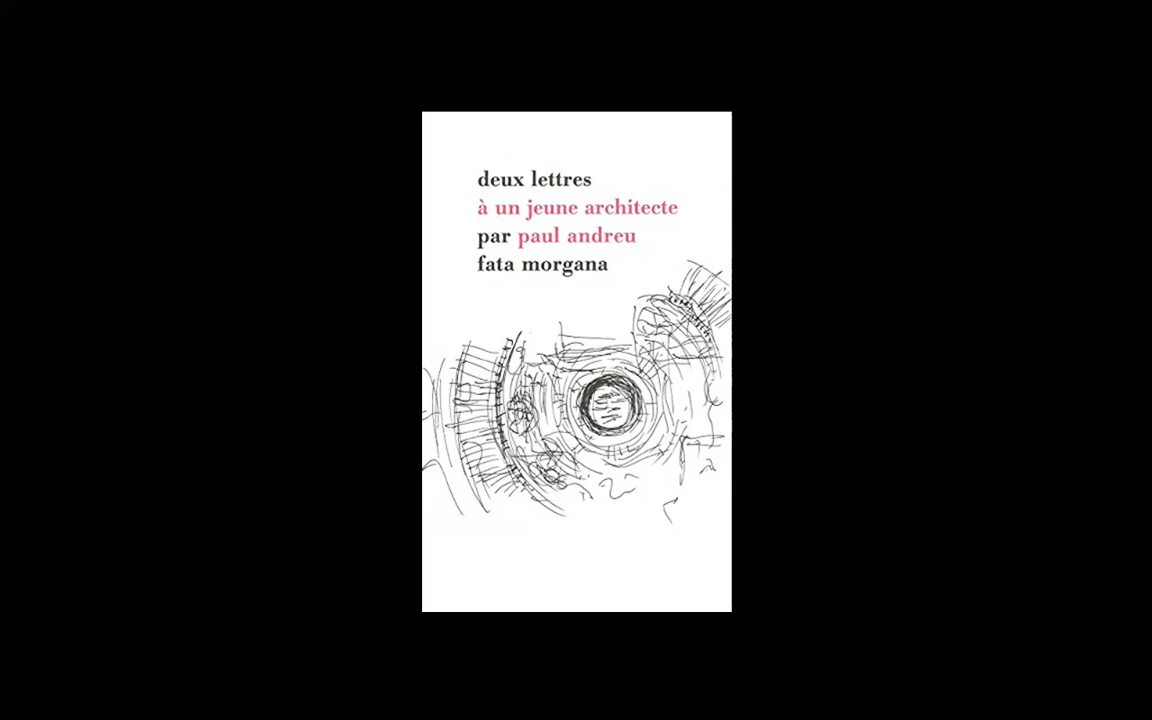 deux lettres
à un jeune architecte
par paul andreu
fata morgana